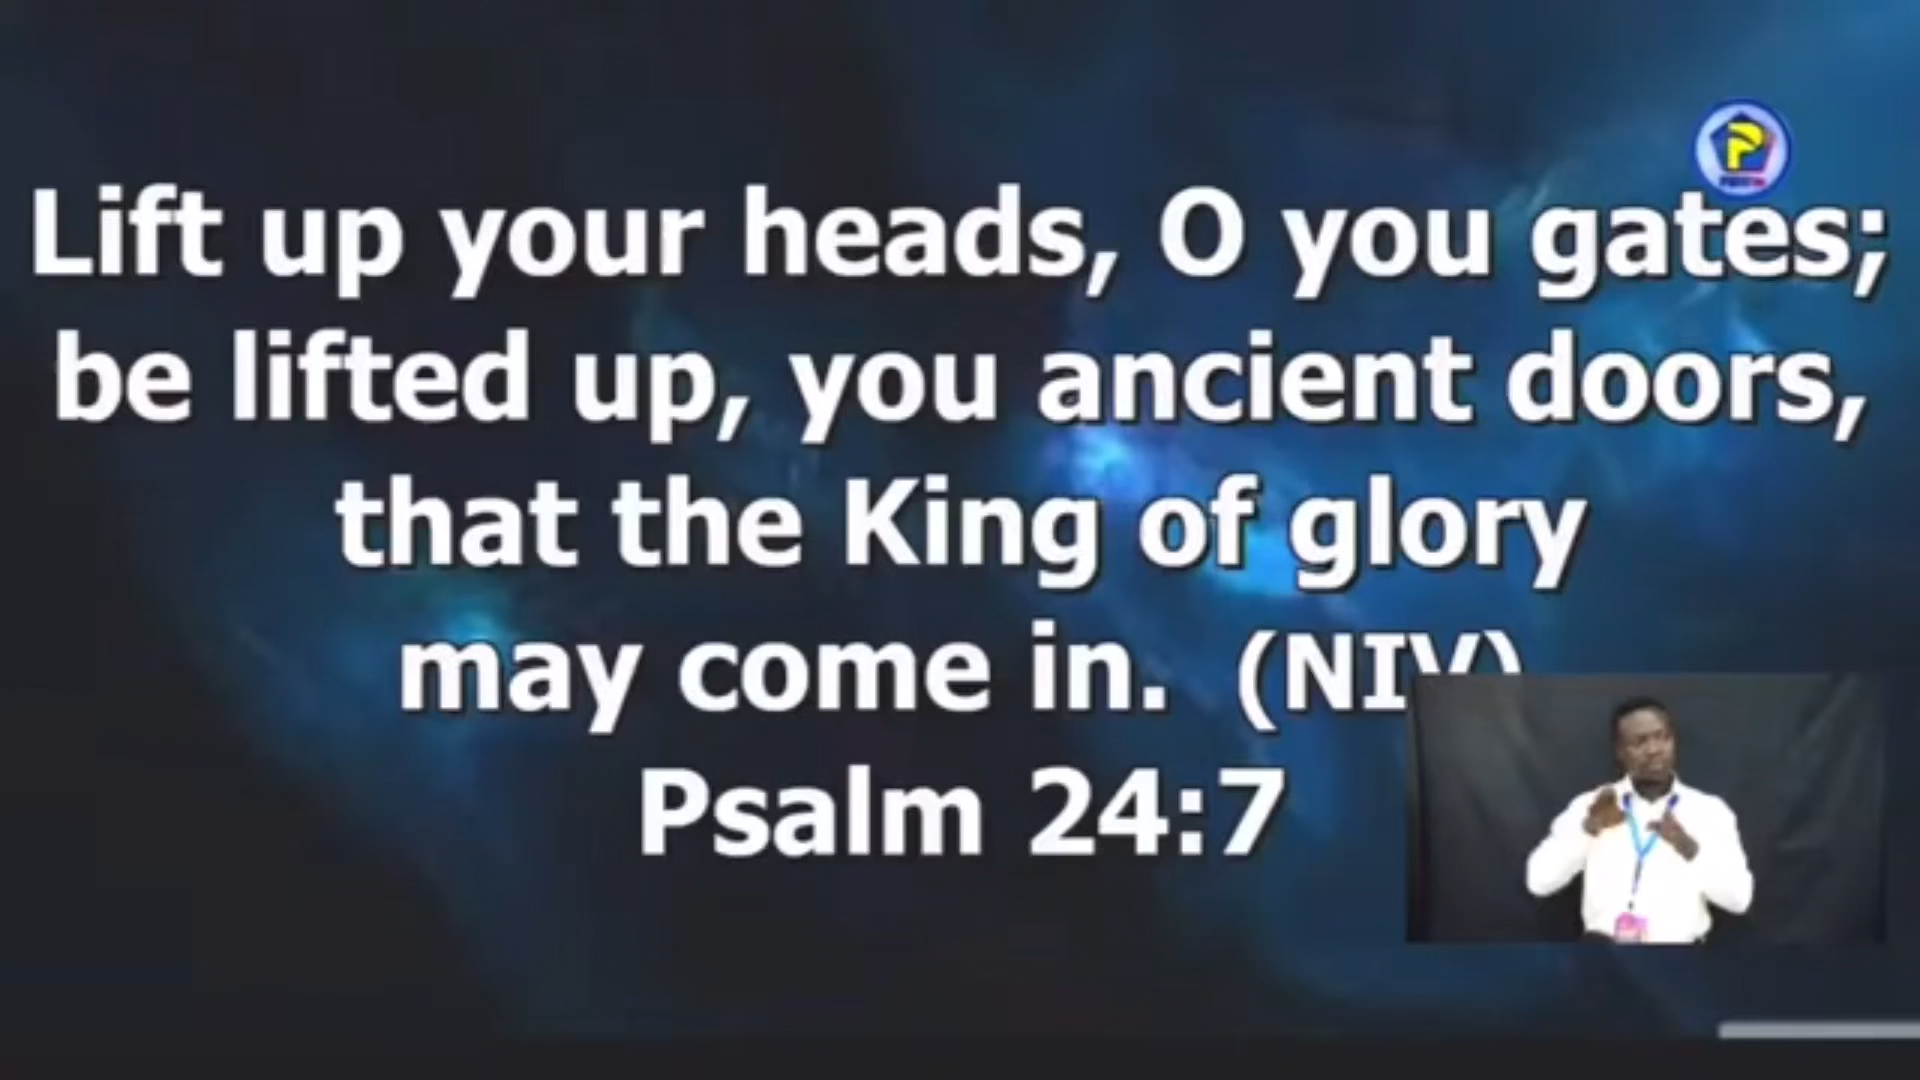 Lift up your heads, O you gates;
be lifted up, you ancient doors,
that the King of glory
may come in. (NIV)
Psalm 24:7